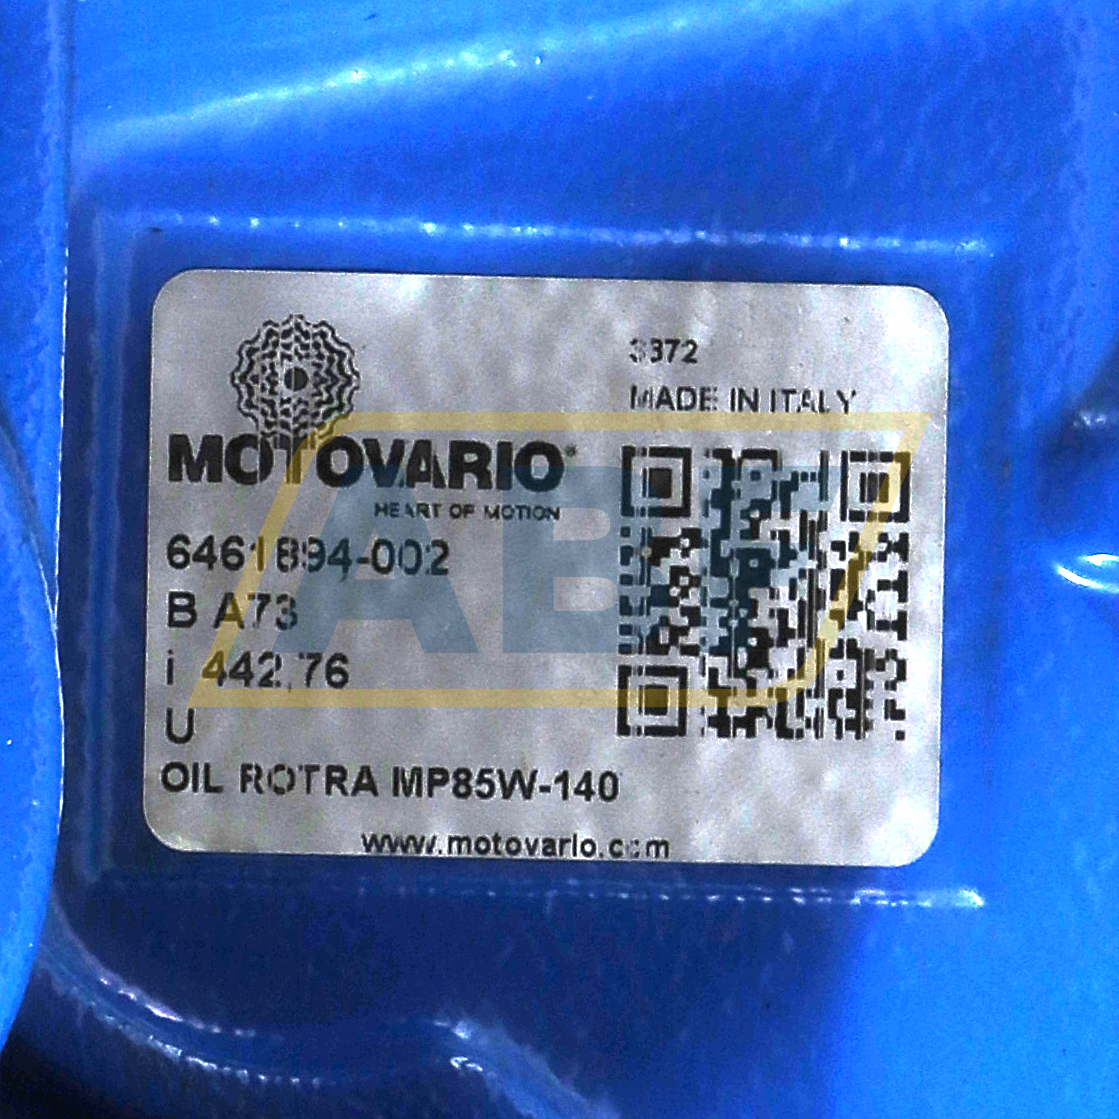 3372
MADE IN ITALY
MOTOVARIO
HEART OF MOTION
6461894-002
B A73
i 442.76
U
OIL ROTRA MP85W-140
www.motovario.com
AB